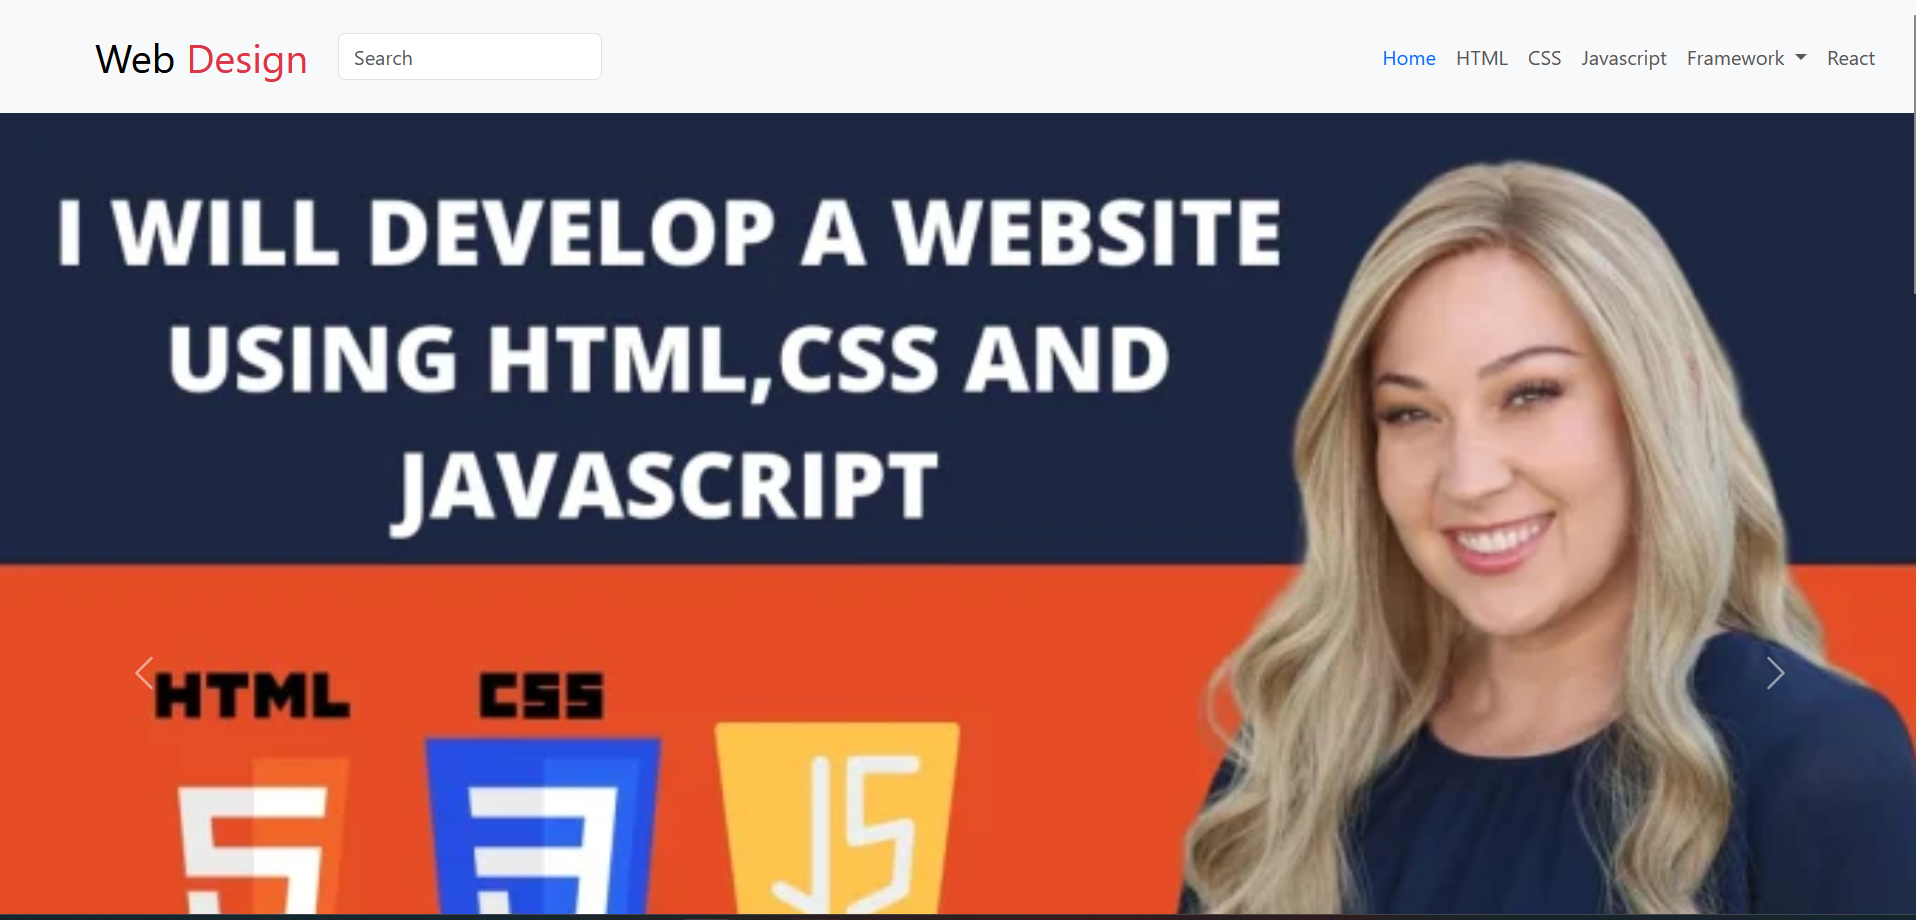 Web Design
Search
Home HTML CSS Javascript Framework React
I WILL DEVELOP A WEBSITE
USING HTML,CSS AND
JAVASCRIPT
HTML
CSS
5
3
JS